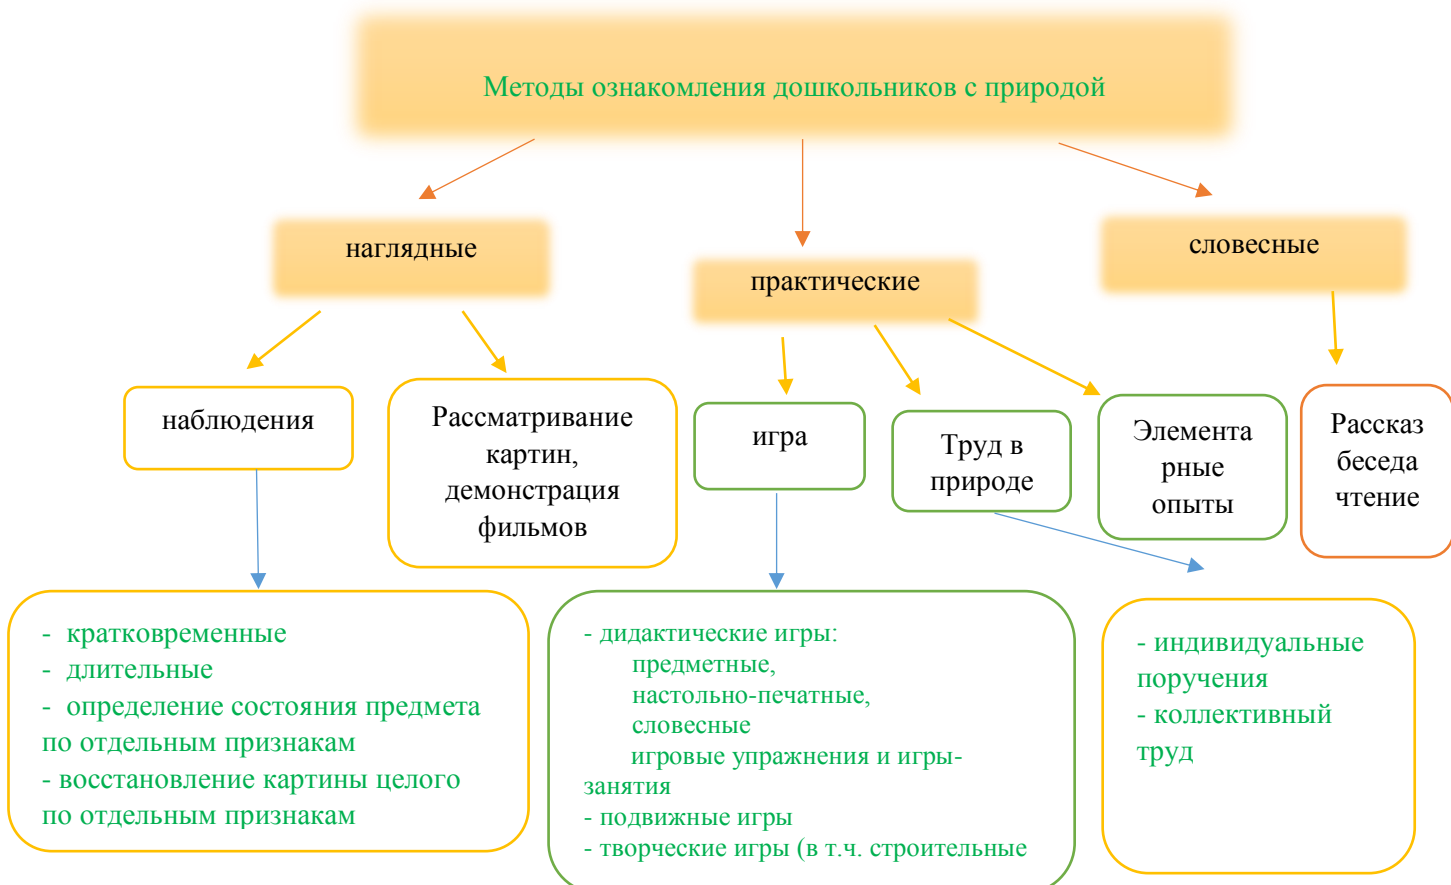 Методы ознакомления дошкольников с природой
наглядные
практические
словесные
наблюдения
Рассматривание
картин,
демонстрация
фильмов
игра
Труд в
природе
Элемента
рные
опыты
Рассказ
беседа
чтение
- кратковременные
- длительные
- определение состояния предмета
по отдельным признакам
- восстановление картины целого
по отдельным признакам
- дидактические игры:
предметные,
настольно-печатные,
словесные
игровые упражнения и игры-
занятия
- подвижные игры
- творческие игры (в т.ч. строительные
- индивидуальные
поручения
- коллективный
труд